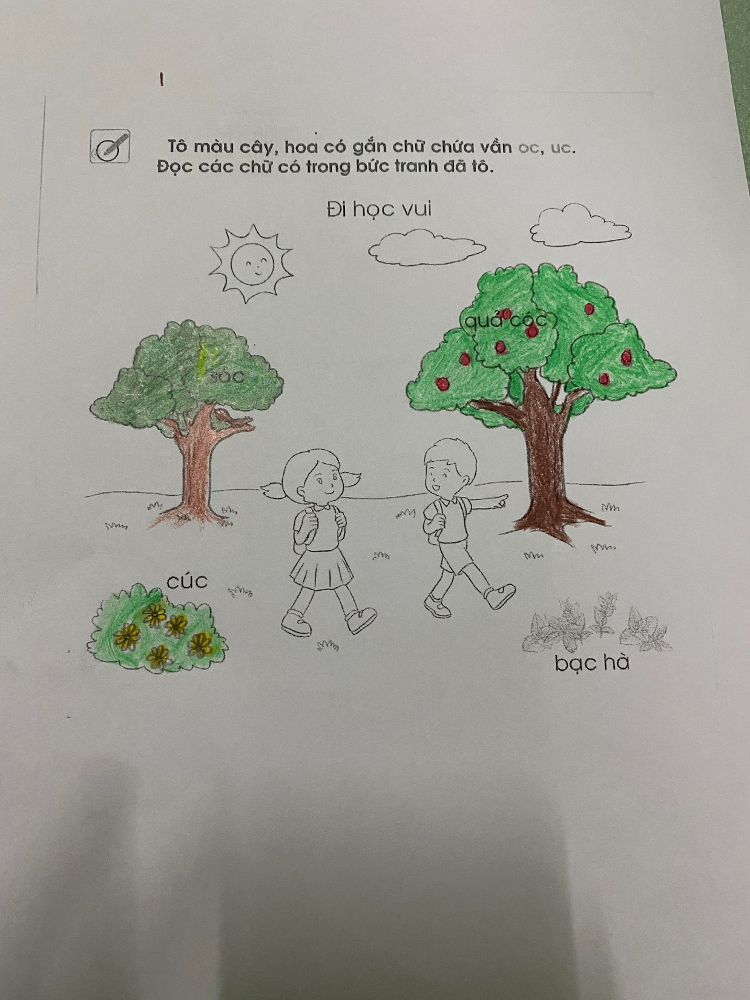 Tô màu cây, hoa có gắn chữ chứa vần oc, uc.
Đọc các chữ có trong bức tranh đã tô.
Đi học vui
quả cóc
sóc
cúc
bạc hà